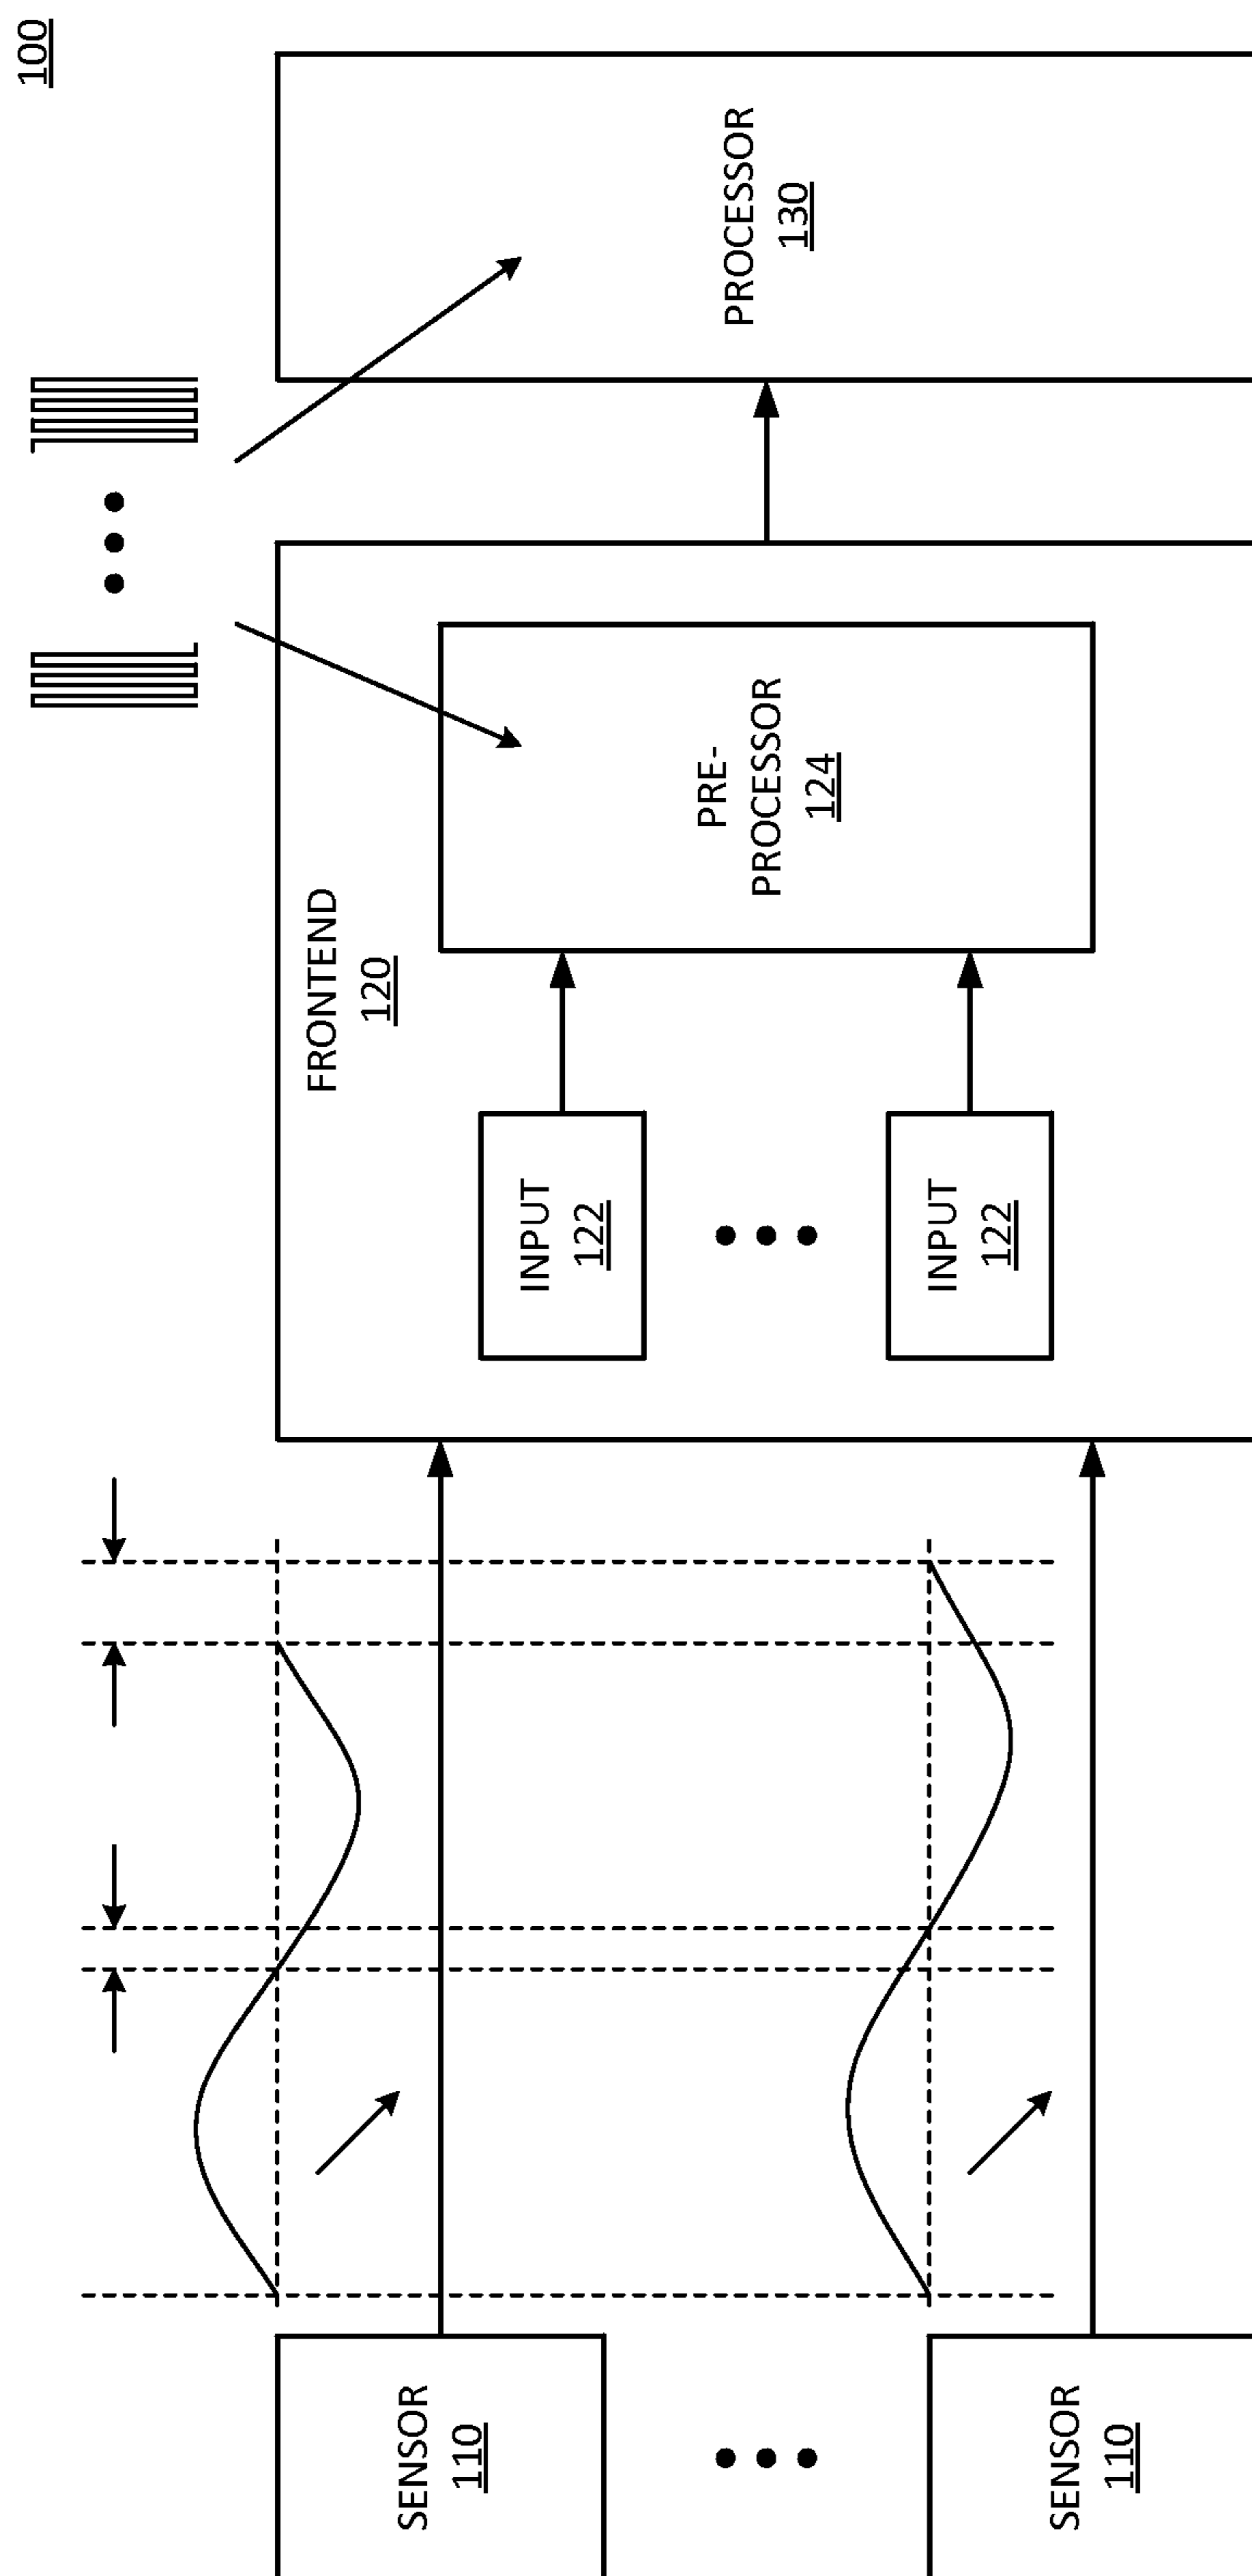 100
SENSOR
110
SENSOR
110
FRONTEND
120
INPUT
122
INPUT
122
PRE-
PROCESSOR
124
PROCESSOR
130